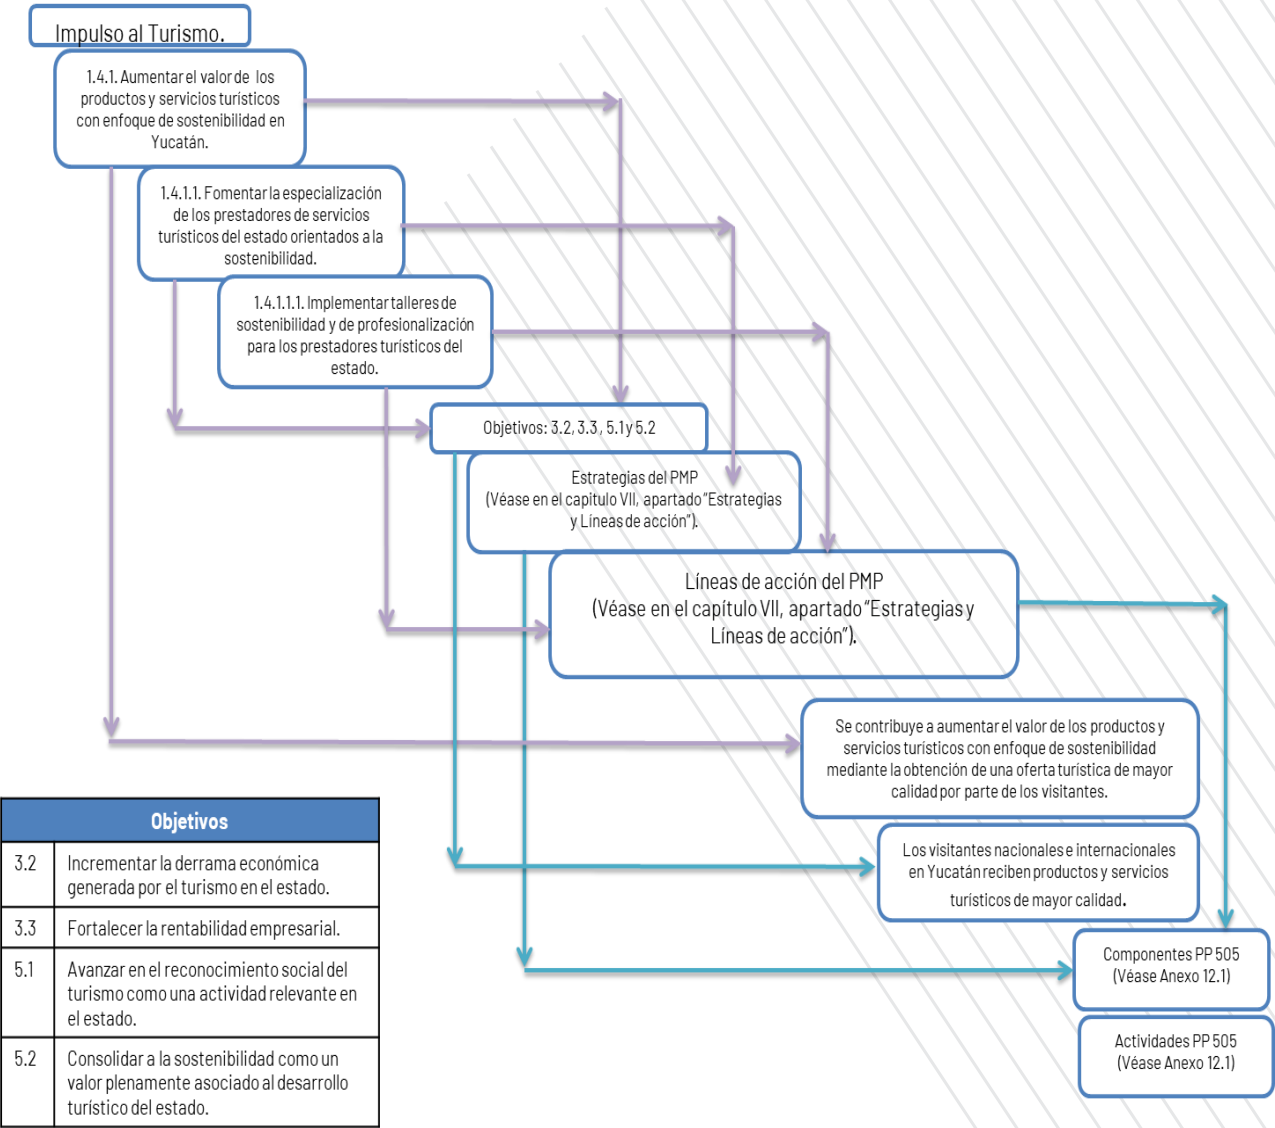 Impulso al Turismo.
1.4.1. Aumentar el valor de los
productos y servicios turísticos
con enfoque de sostenibilidad en
Yucatán.
1.4.1.1. Fomentar la especialización
de los prestadores de servicios
turísticos del estado orientados a la
sostenibilidad.
1.4.1.1.1. Implementar talleres de
sostenibilidad y de profesionalización
para los prestadores turísticos del
estado.
Objetivos: 3.2, 3.3 , 5.1 y 5.2
Estrategias del PMP
(Véase en el capitulo VII, apartado “Estrategias
y Líneas de acción”).
Líneas de acción del PMP
(Véase en el capítulo VII, apartado “Estrategias y
Líneas de acción”).
Se contribuye a aumentar el valor de los productos y
servicios turísticos con enfoque de sostenibilidad
mediante la obtención de una oferta turística de mayor
calidad por parte de los visitantes.
Los visitantes nacionales e internacionales
en Yucatán reciben productos y servicios
turísticos de mayor calidad.
Componentes PP 505
(Véase Anexo 12.1)
Actividades PP 505
(Véase Anexo 12.1)
Objetivos
3.2 Incrementar la derrama económica
generada por el turismo en el estado.
3.3 Fortalecer la rentabilidad empresarial.
5.1 Avanzar en el reconocimiento social del
turismo como una actividad relevante en
el estado.
5.2 Consolidar a la sostenibilidad como un
valor plenamente asociado al desarrollo
turístico del estado.